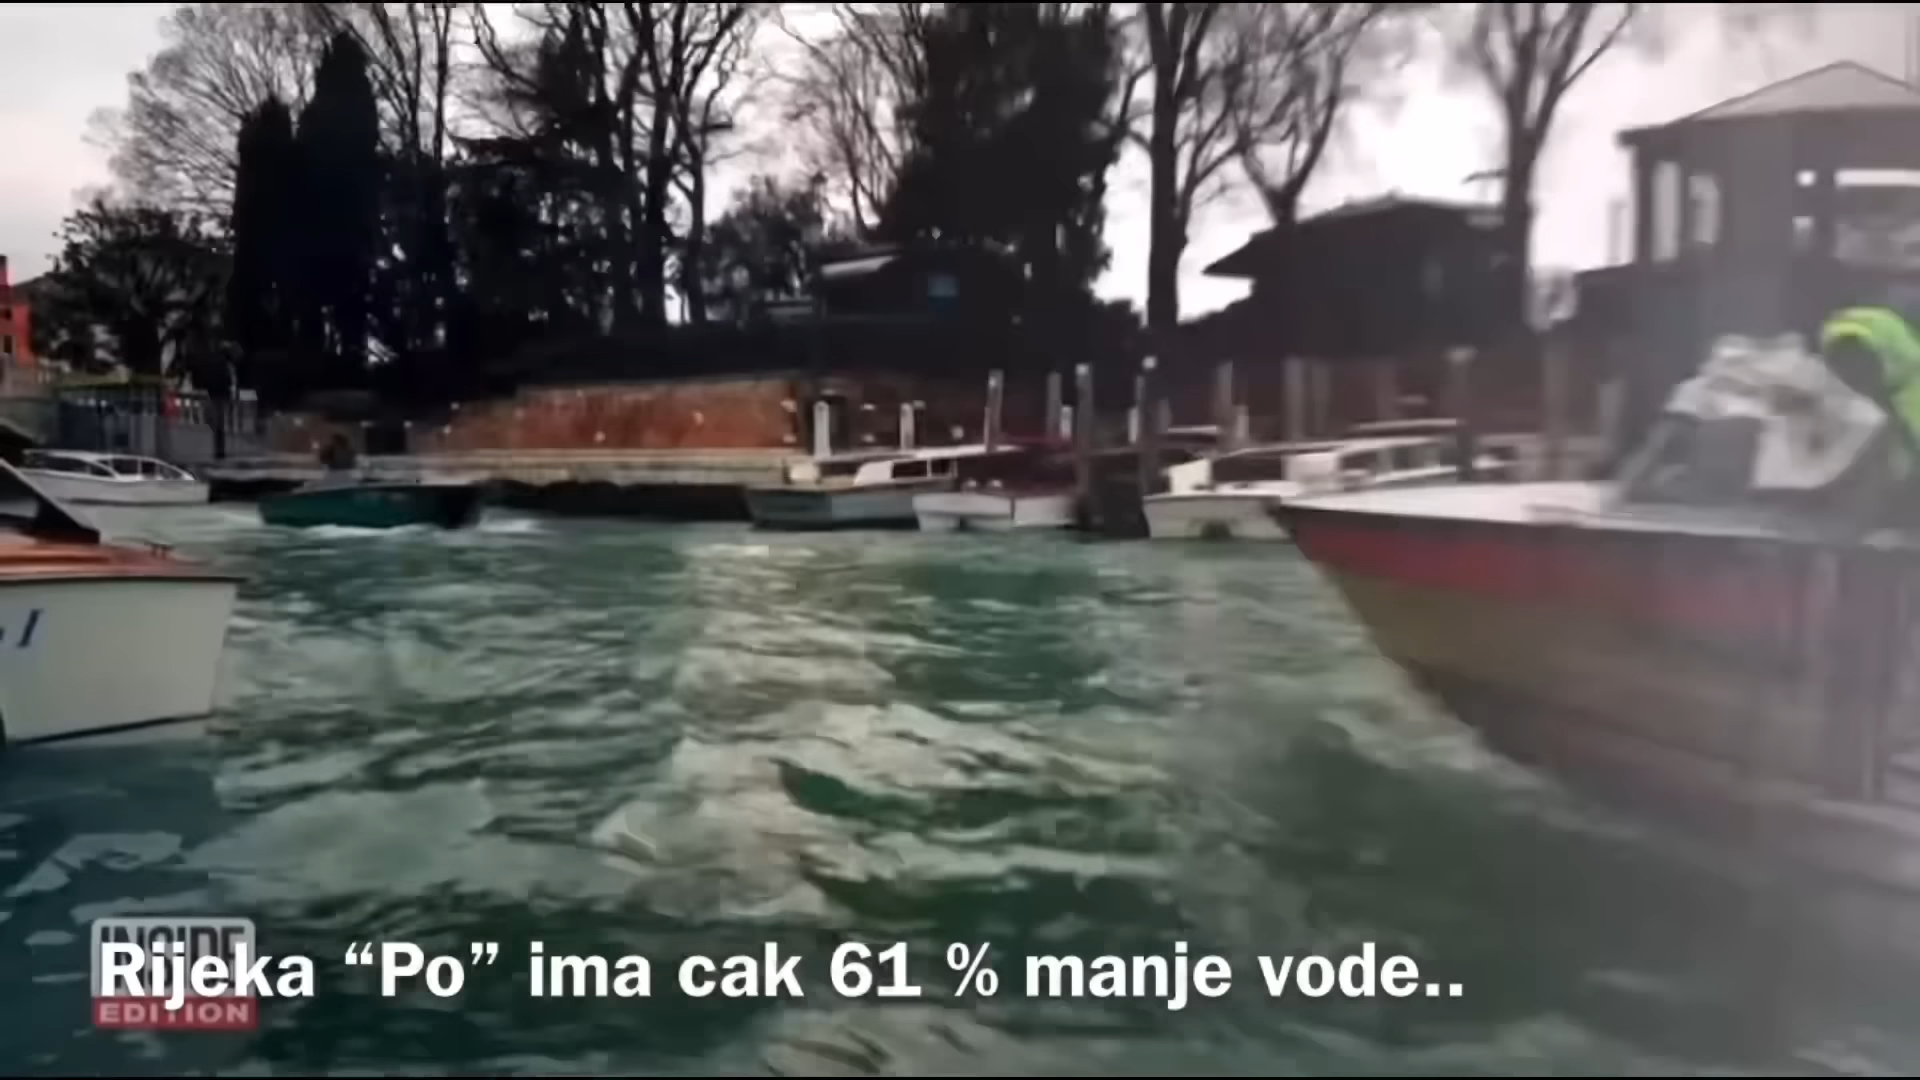 INSIDE
EDITION
Rijeka “Po” ima cak 61 % manje vode..